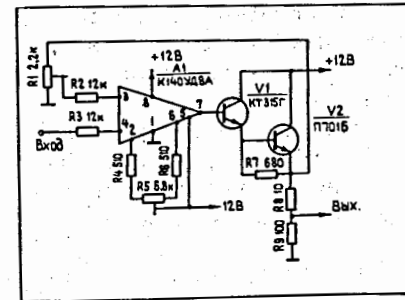 +12В
A1
К140УД8А
V1
КТ315Г
+12В
V2
П701Б
R1 2,2к
R2 12к
R3 12к
Вход
3
4
2
8
1
6
5
7
R4 510
R6 510
R5 6.8к
12В
R7 680
R8 10
R9 100
Вых.